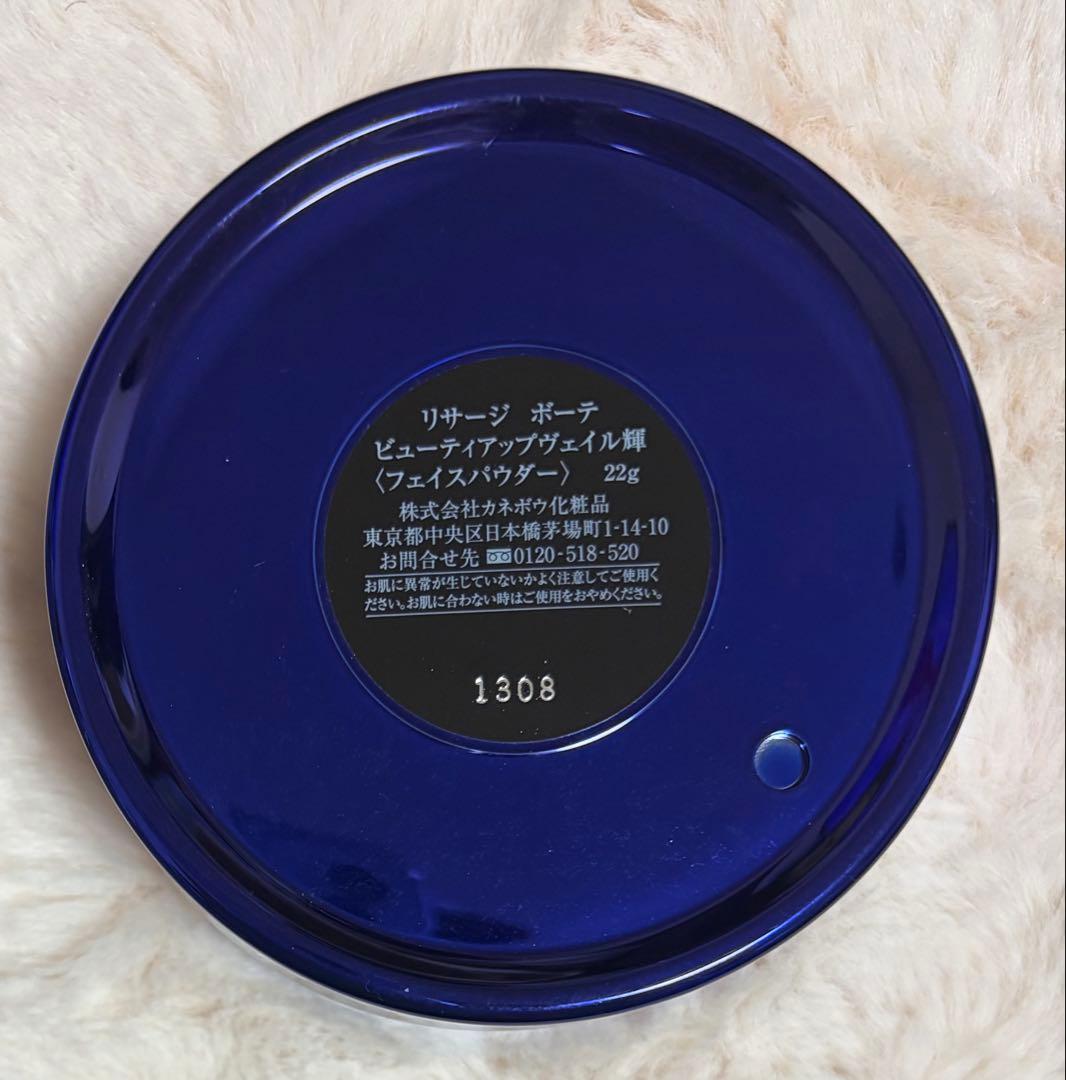 リサージ　ボーテ
ビューティアップヴェイル輝
〈フェイスパウダー〉　22g
株式会社カネボウ化粧品
東京都中央区日本橋茅場町1-14-10
お問合せ先 0120-518-520
お肌に異常が生じていないかよく注意してご使用く
ださい。お肌に合わない時はご使用をおやめください。
1308